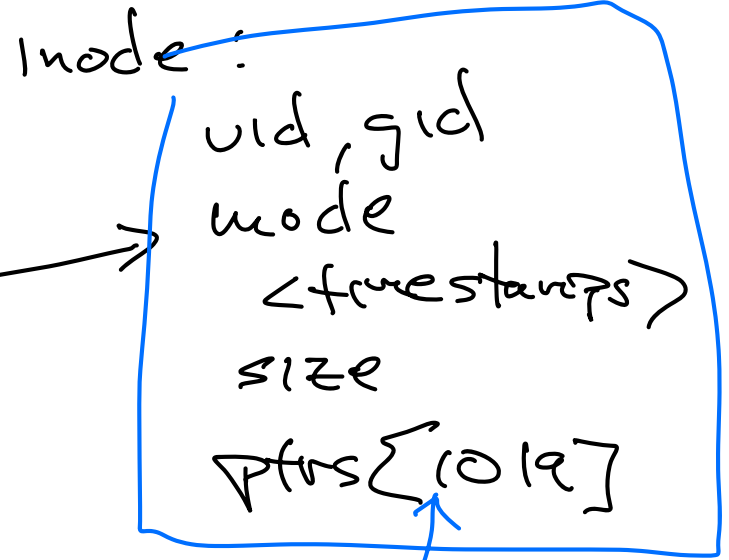 inode :
uid, gid
mode
<timestamps>
size
ptrs[1019]